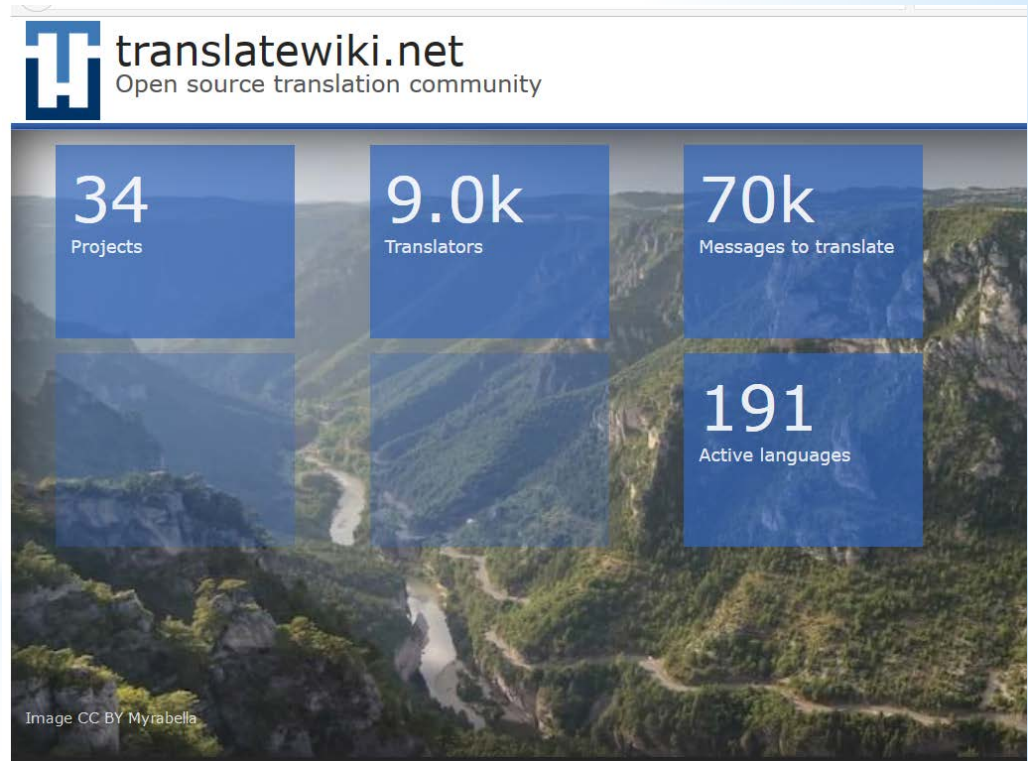 translatewiki.net
Open source translation community
34
Projects
9.0k
Translators
70k
Messages to translate
191
Active languages
Image CC BY Myrabella